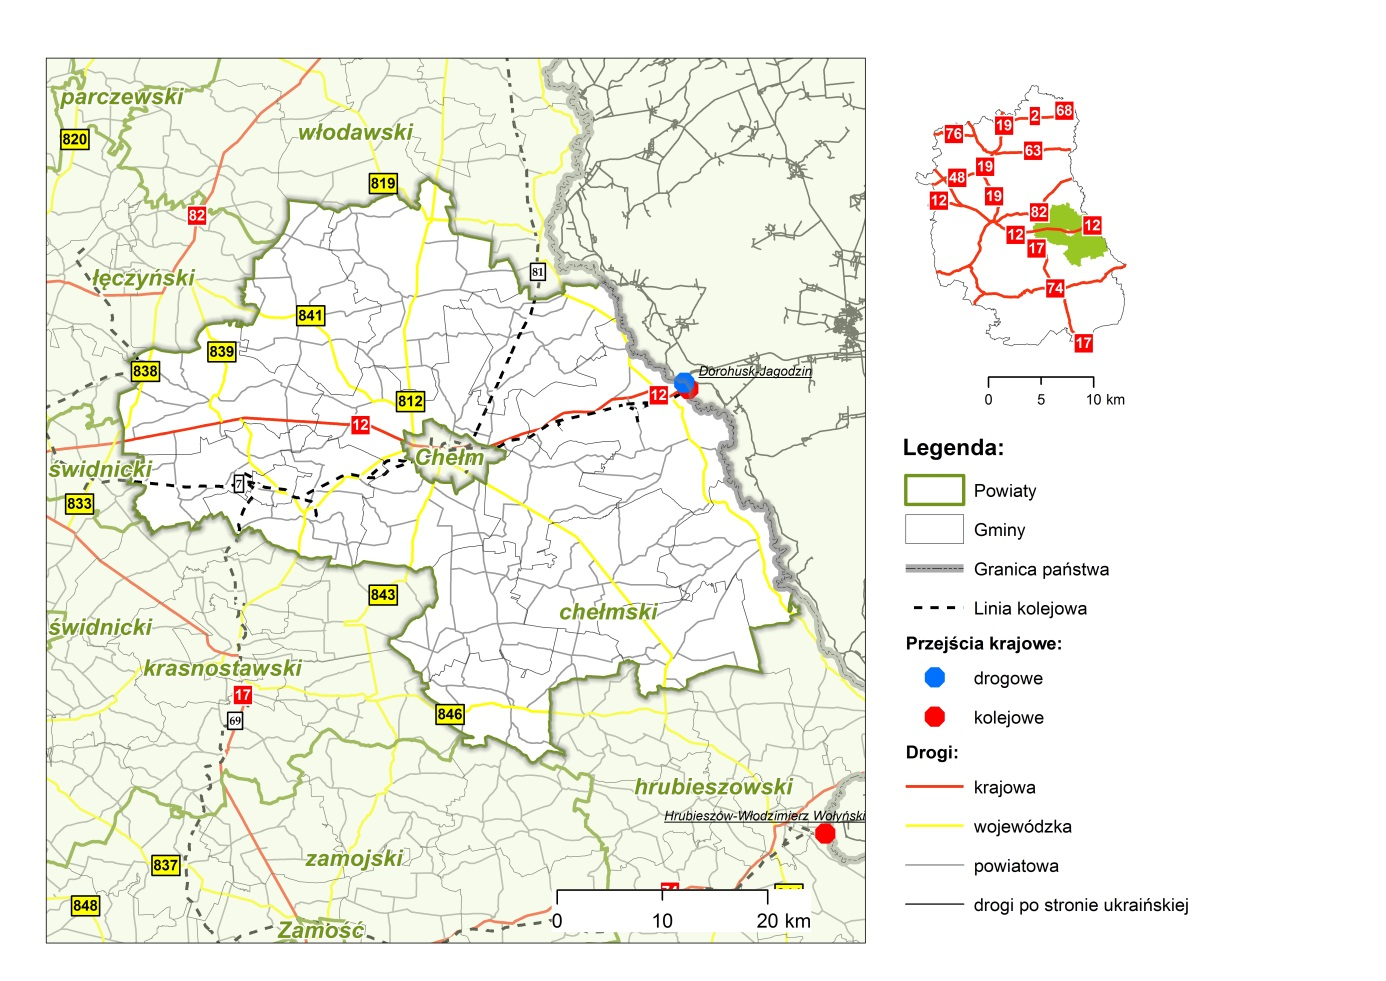 parczewski
włodawski
820
819
82
łęczyński
81
841
839
838
Dorohusk-Jagodzin
12
812
12
Chełm
świdnicki
7
833
843
chełmski
świdnicki
krasnostawski
17
69
846
hrubieszowski
Hrubieszów-Włodzimierz Wołyński
zamojski
837
74
848
Zamość
0 10 20 km
68
2
19
76
63
19
48
19
12
82
12
12
17
74
17
0 5 10 km
Legenda:
Powiaty
Gminy
Granica państwa
Linia kolejowa
Przejścia krajowe:
drogowe
kolejowe
Drogi:
krajowa
wojewódzka
powiatowa
drogi po stronie ukraińskiej